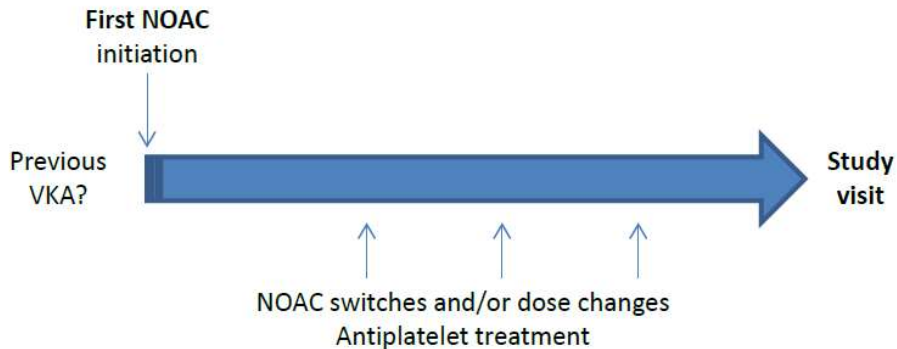 First NOAC
initiation
Previous
VKA?
Study
visit
NOAC switches and/or dose changes
Antiplatelet treatment